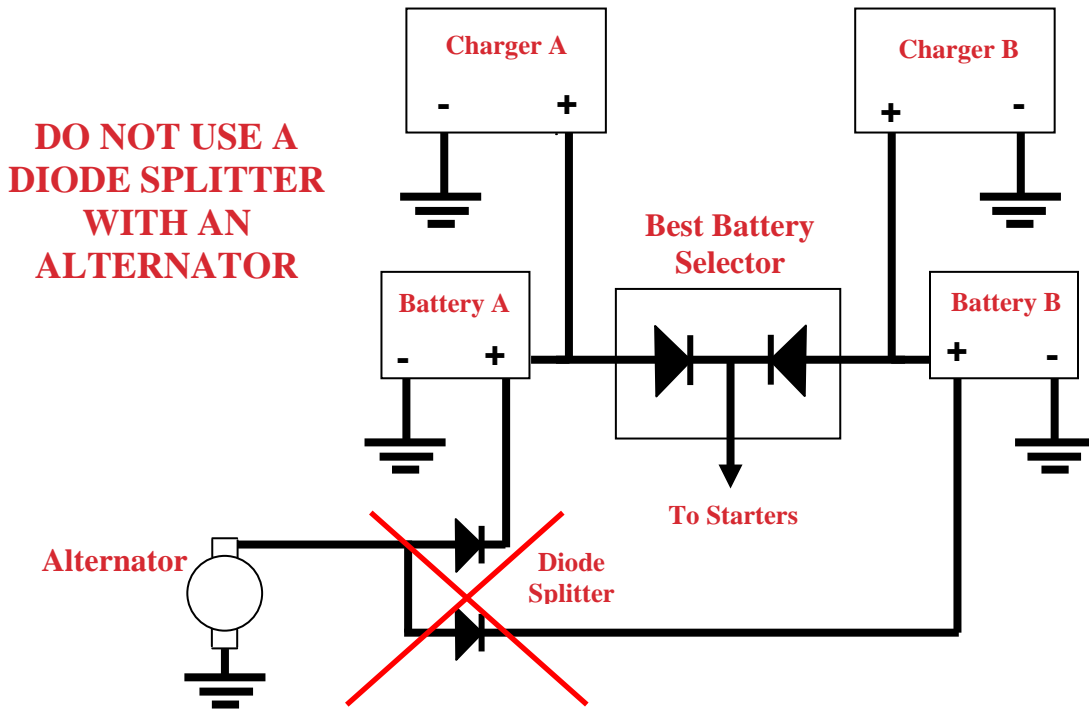 Charger A
- +
Charger B
+ -
DO NOT USE A
DIODE SPLITTER
WITH AN
ALTERNATOR
Best Battery
Selector
Battery A
- +
Battery B
+ -
To Starters
Alternator
Diode
Splitter